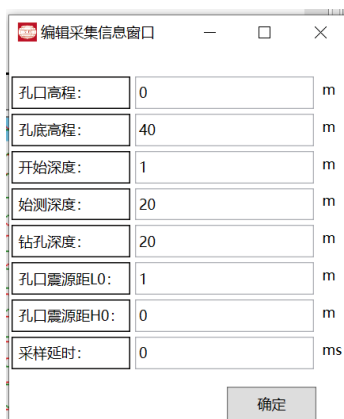 编辑采集信息窗口
孔口高程： 0 m
孔底高程： 40 m
开始深度： 1 m
始测深度： 20 m
钻孔深度： 20 m
孔口震源距L0： 1 m
孔口震源距H0： 0 m
采样延时： 0 ms
确定